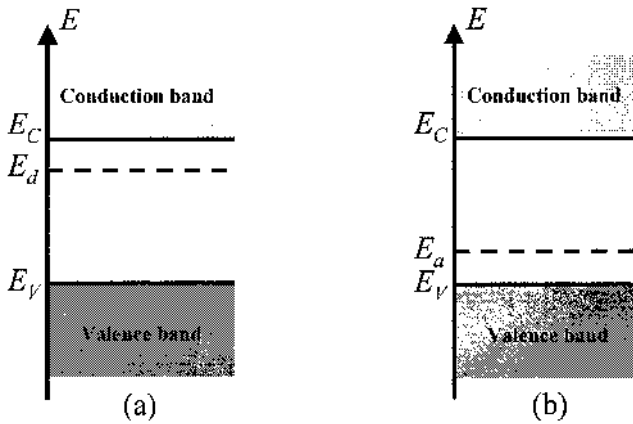 E
Conduction band
E_C
E_d
E_V
Valence band
(a)
E
Conduction band
E_C
E_a
E_V
Valence band
(b)